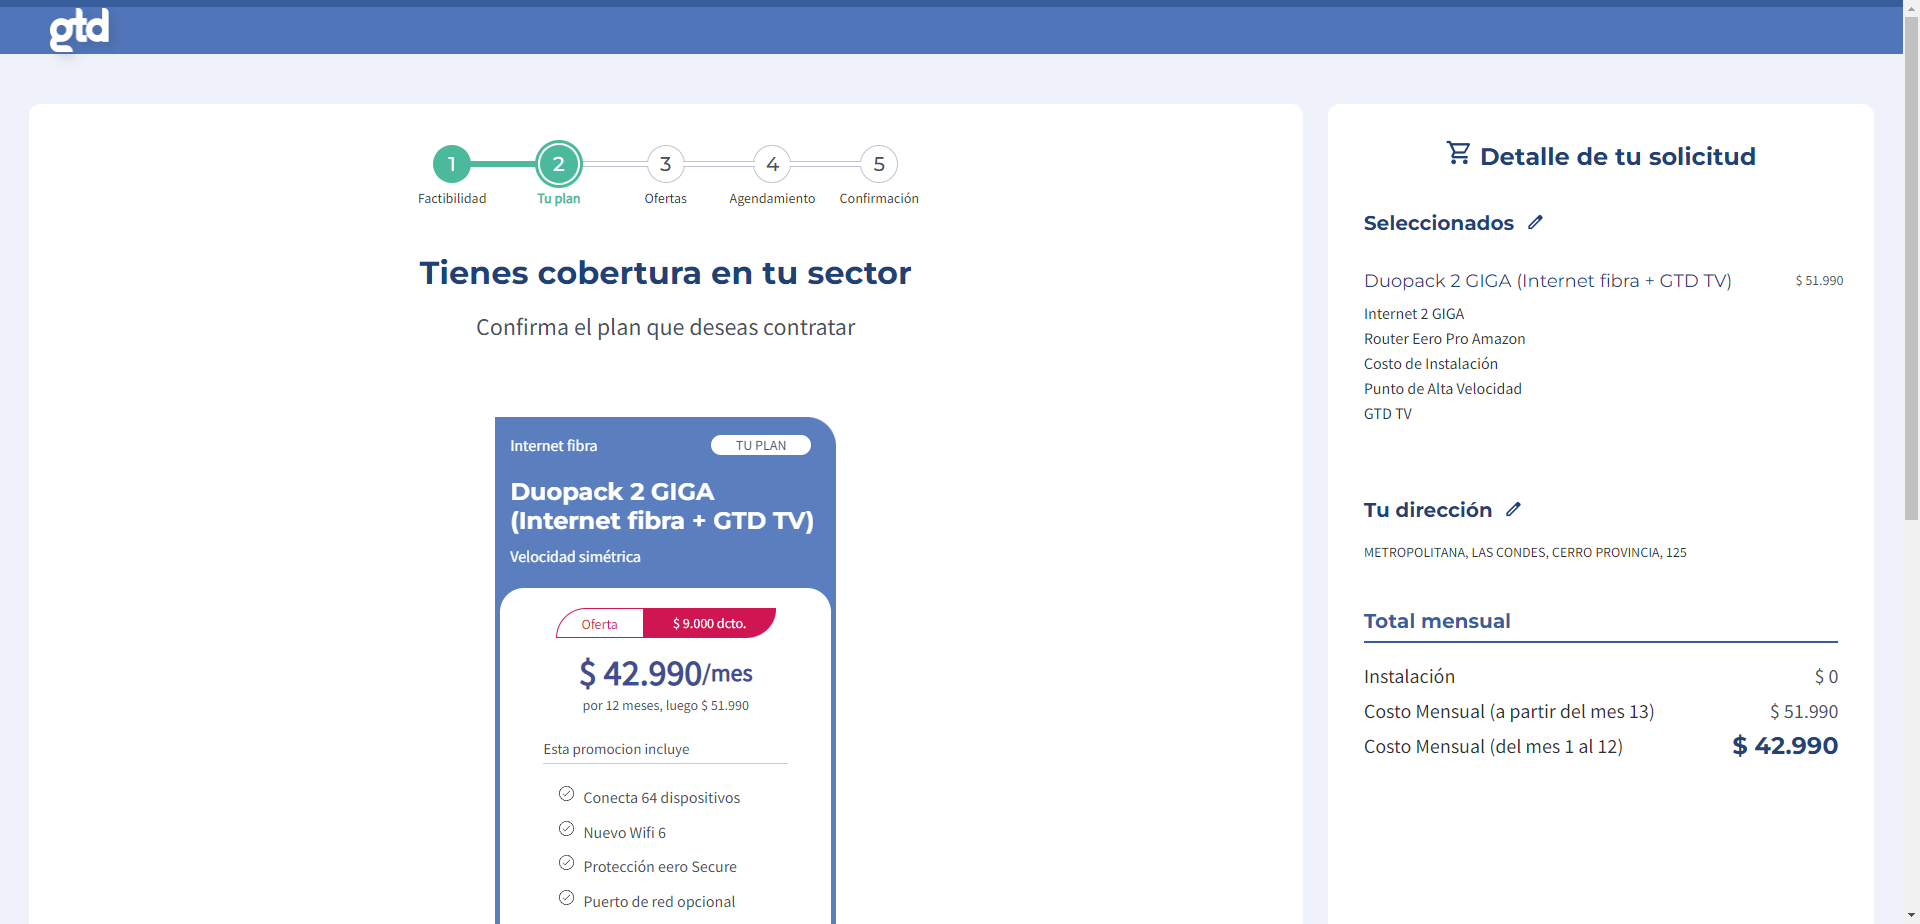 gtd
1
2
3
4
5
Factibilidad
Tu plan
Ofertas
Agendamiento
Confirmación
Tienes cobertura en tu sector
Confirma el plan que deseas contratar
Internet fibra
TU PLAN
Duopack 2 GIGA
(Internet fibra + GTD TV)
Velocidad simétrica
Oferta
$ 9.000 dcto.
$ 42.990/mes
por 12 meses, luego $ 51.990
Esta promocion incluye
Conecta 64 dispositivos
Nuevo Wifi 6
Protección eero Secure
Puerto de red opcional
Detalle de tu solicitud
Seleccionados
Duopack 2 GIGA (Internet fibra + GTD TV) $ 51.990
Internet 2 GIGA
Router Eero Pro Amazon
Costo de Instalación
Punto de Alta Velocidad
GTD TV
Tu dirección
METROPOLITANA, LAS CONDES, CERRO PROVINCIA, 125
Total mensual
Instalación $ 0
Costo Mensual (a partir del mes 13) $ 51.990
Costo Mensual (del mes 1 al 12) $ 42.990